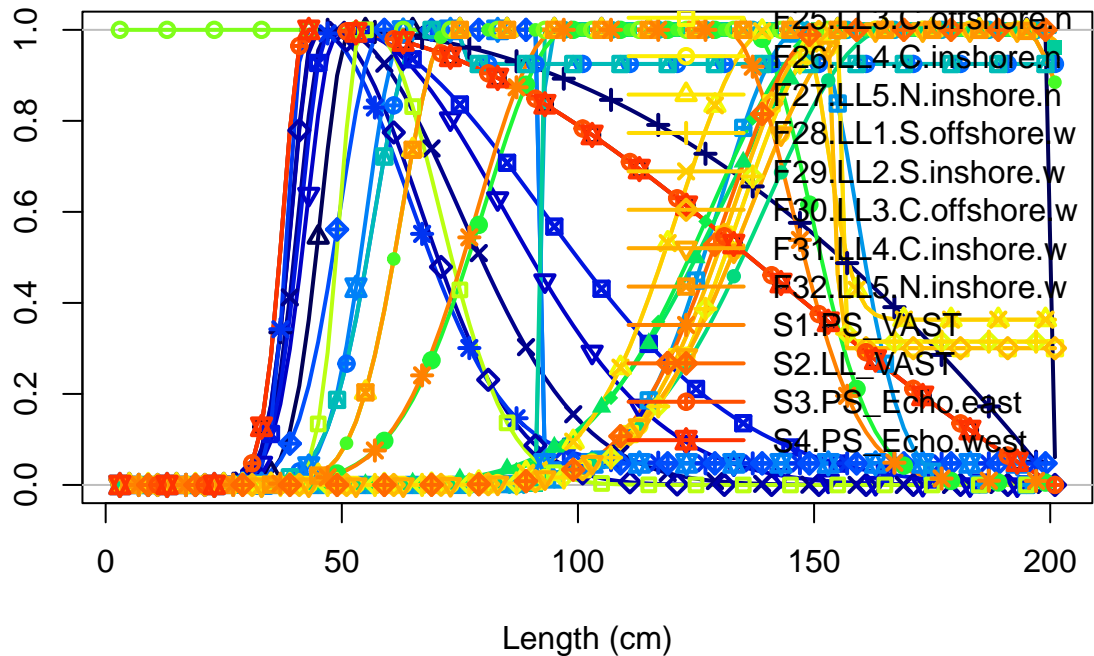 F25.LL3.C.offshore.n
F26.LL4.C.inshore.n
F27.LL5.N.inshore.n
F28.LL1.S.offshore.w
F29.LL2.S.inshore.w
F30.LL3.C.offshore.w
F31.LL4.C.inshore.w
F32.LL5.N.inshore.w
S1.PS_VAST
S2.LL_VAST
S3.PS_Echo.east
S4.PS_Echo.west
1.0
0.8
0.6
0.4
0.2
0.0
0
50
100
150
200
Length (cm)